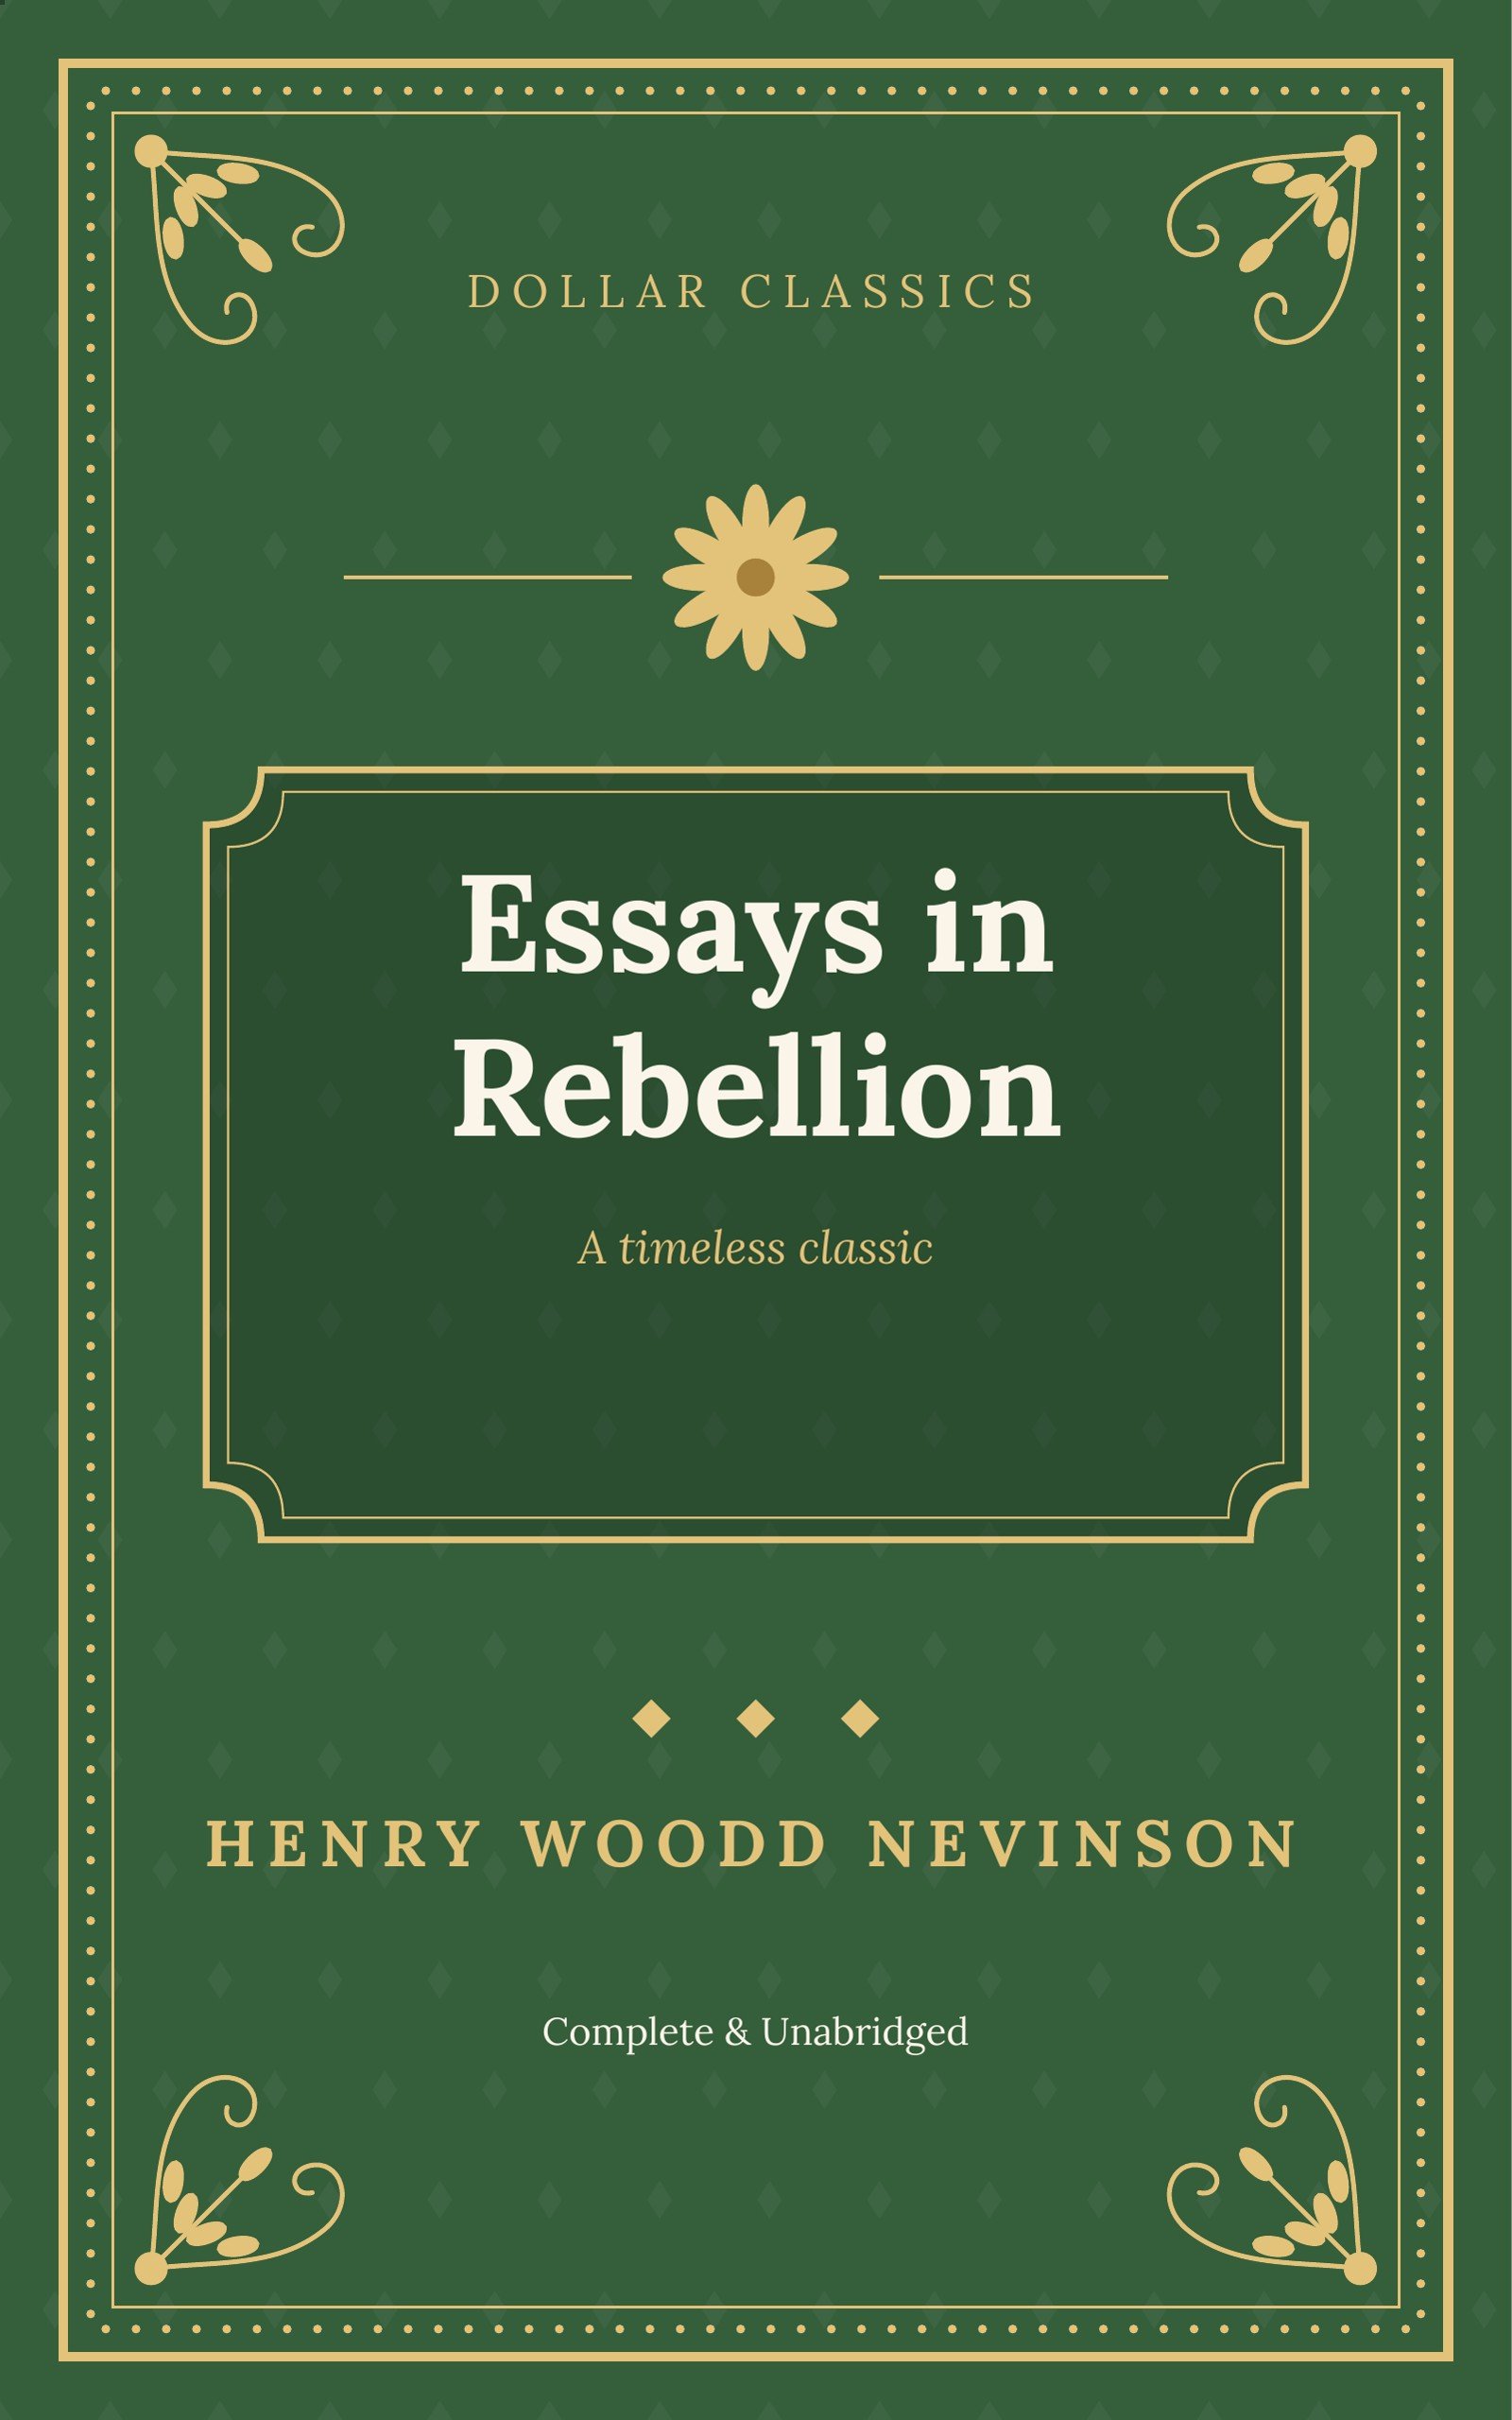 DOLLAR CLASSICS
Essays in
Rebellion
A timeless classic
HENRY WOODD NEVINSON
Complete & Unabridged